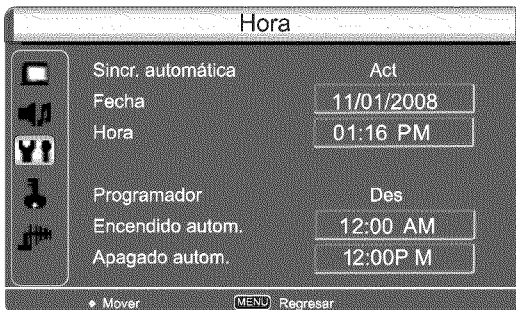 Hora
Sincr. automática Act
Fecha 11/01/2008
Hora 01:16 PM
Programador Des
Encendido autom. 12:00 AM
Apagado autom. 12:00P M
Mover MENU Regresar